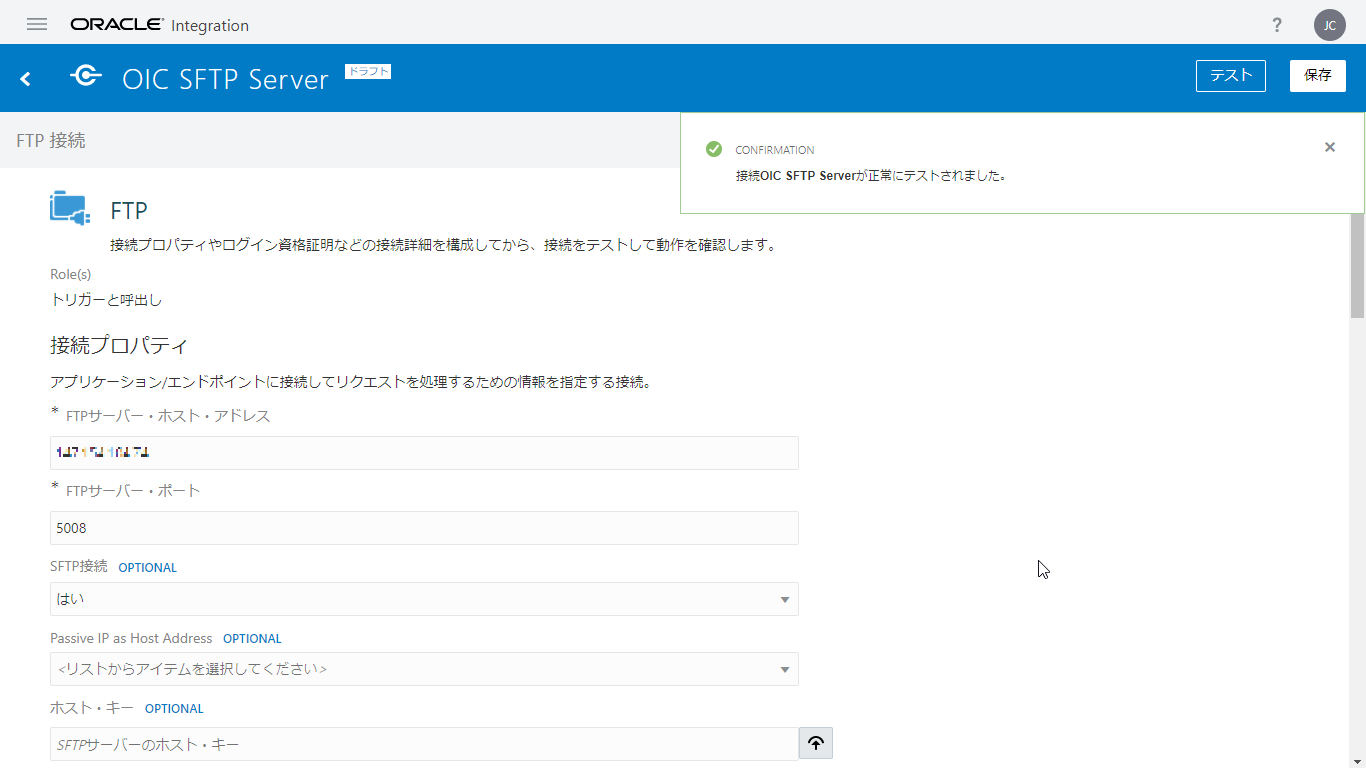 ORACLE Integration
? JC
OIC SFTP Server ドラフト
テスト 保存
FTP 接続
CONFIRMATION
接続OIC SFTP Serverが正常にテストされました。
FTP
接続プロパティやログイン資格証明などの接続詳細を構成してから、接続をテストして動作を確認します。
Role(s)
トリガーと呼出し
接続プロパティ
アプリケーション/エンドポイントに接続してリクエストを処理するための情報を指定する接続。
* FTPサーバー・ホスト・アドレス
* FTPサーバー・ポート
5008
SFTP接続 OPTIONAL
はい
Passive IP as Host Address OPTIONAL
<リストからアイテムを選択してください>
ホスト・キー OPTIONAL
SFTPサーバーのホスト・キー